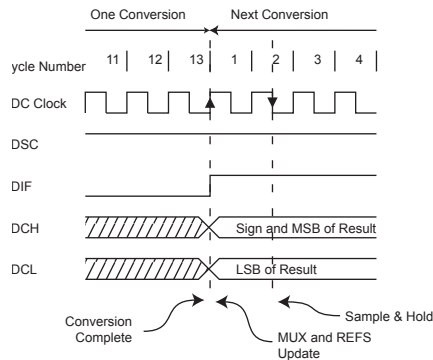 One Conversion Next Conversion
ycle Number 11 12 13 1 2 3 4
DC Clock
DSC
DIF
DCH Sign and MSB of Result
DCL LSB of Result
Conversion
Complete
MUX and REFS
Update
Sample & Hold